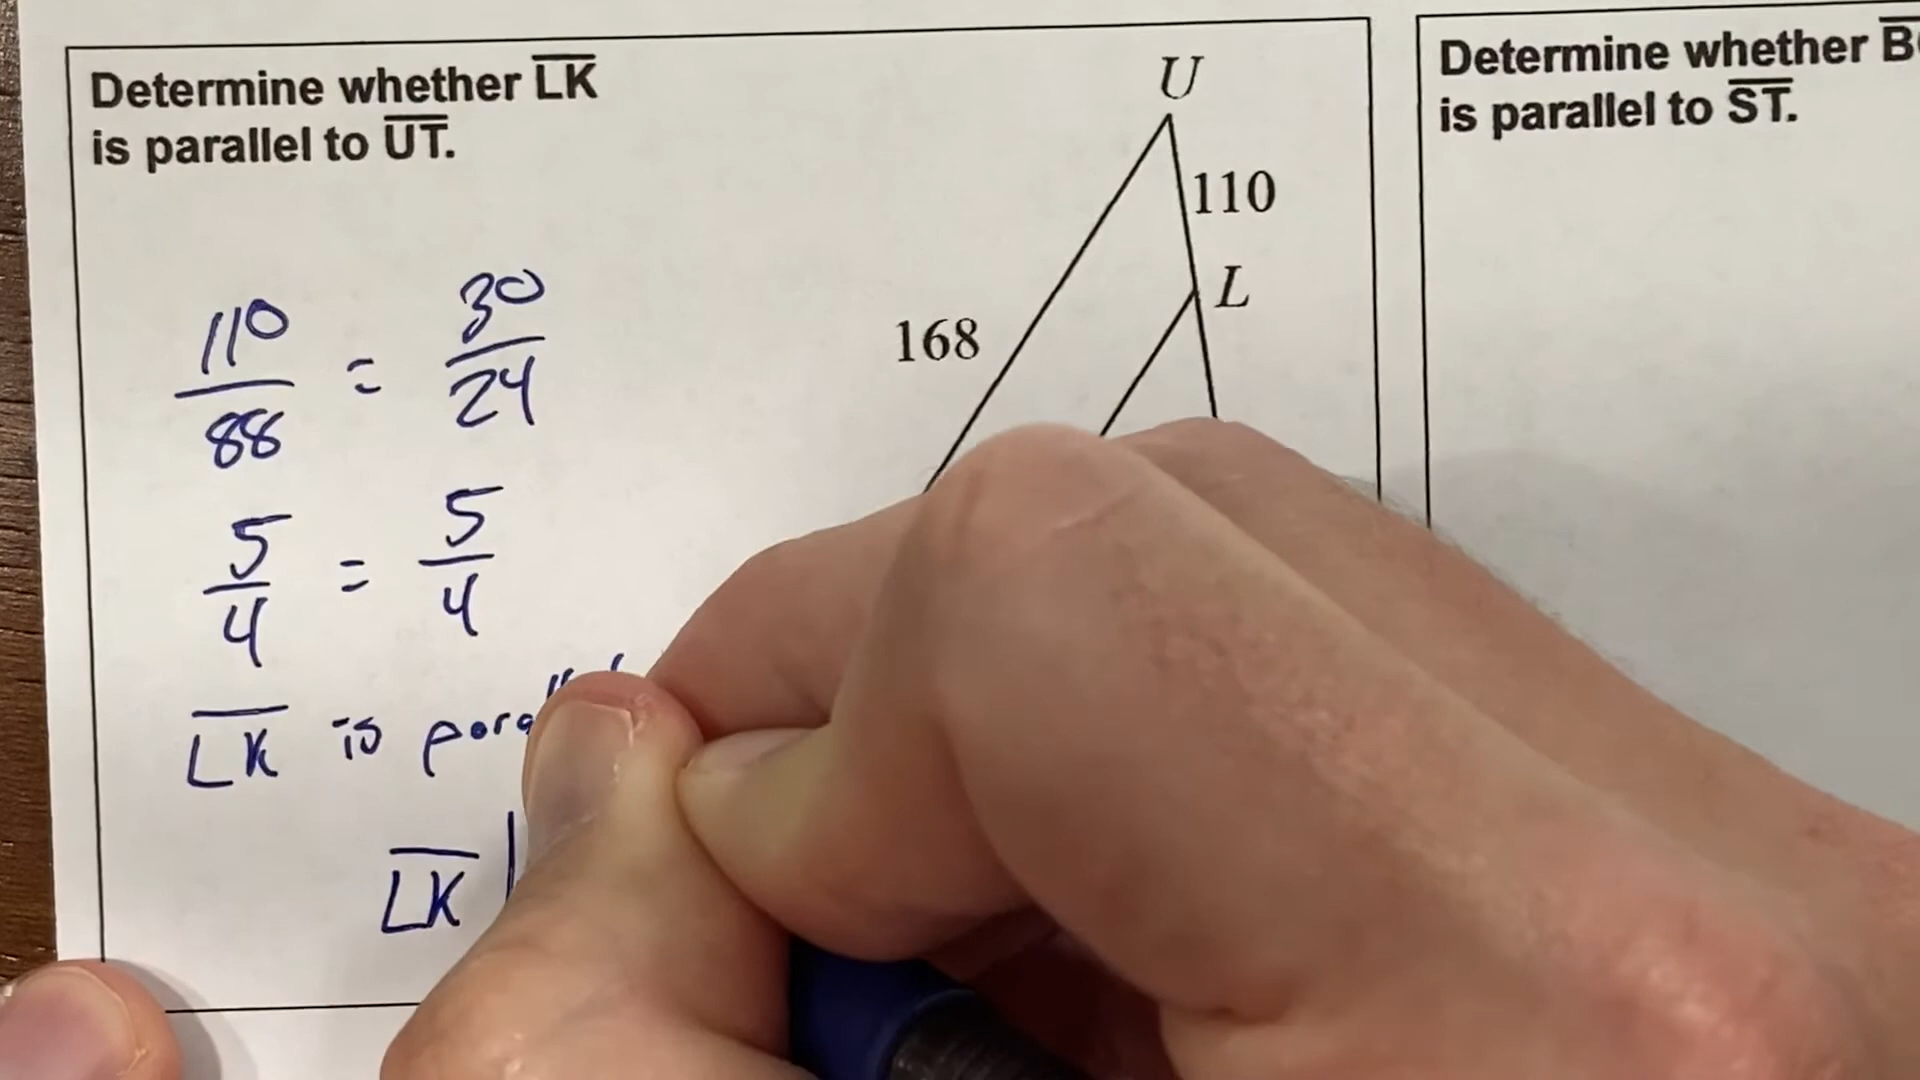 Determine whether LK
is parallel to UT.
U
110
L
168
110/88 = 30/24
5/4 = 5/4
LK is
LK |
Determine whether
is parallel to ST.